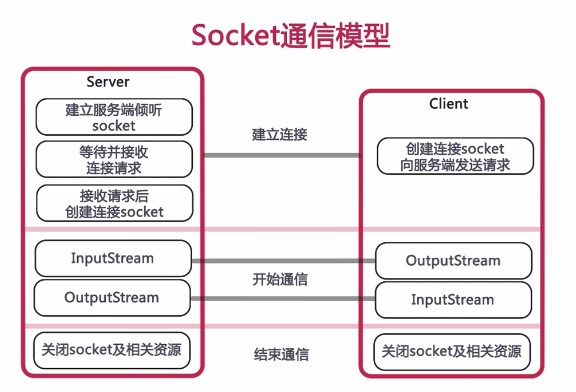 Socket通信模型
Server
建立服务端倾听
socket
等待并接收
连接请求
接收请求后
创建连接socket
建立连接
Client
创建连接socket
向服务端发送请求
InputStream
OutputStream
开始通信
OutputStream
InputStream
关闭socket及相关资源
结束通信
关闭socket及相关资源